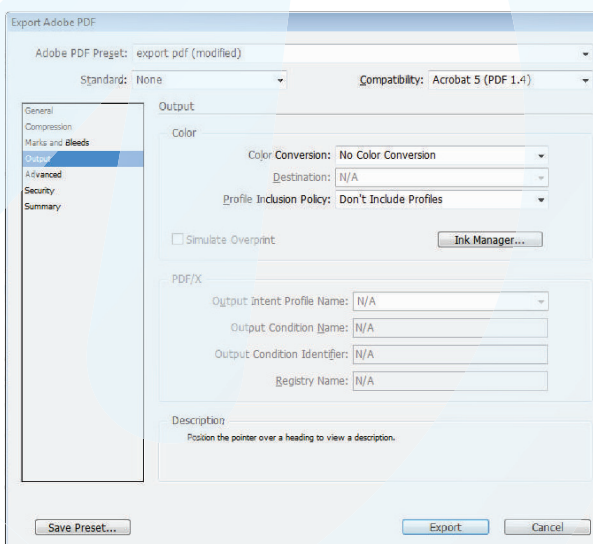 Export Adobe PDF
Adobe PDF Preset: export pdf (modified)
Standard: None Compatibility: Acrobat 5 (PDF 1.4)
General
Compression
Marks and Bleeds
Output
Advanced
Security
Summary
Output
Color
Color Conversion: No Color Conversion
Destination: N/A
Profile Inclusion Policy: Don't Include Profiles
Simulate Overprint Ink Manager...
PDF/X
Output Intent Profile Name: N/A
Output Condition Name: N/A
Output Condition Identifier: N/A
Registry Name: N/A
Description
Position the pointer over a heading to view a description.
Save Preset... Export Cancel